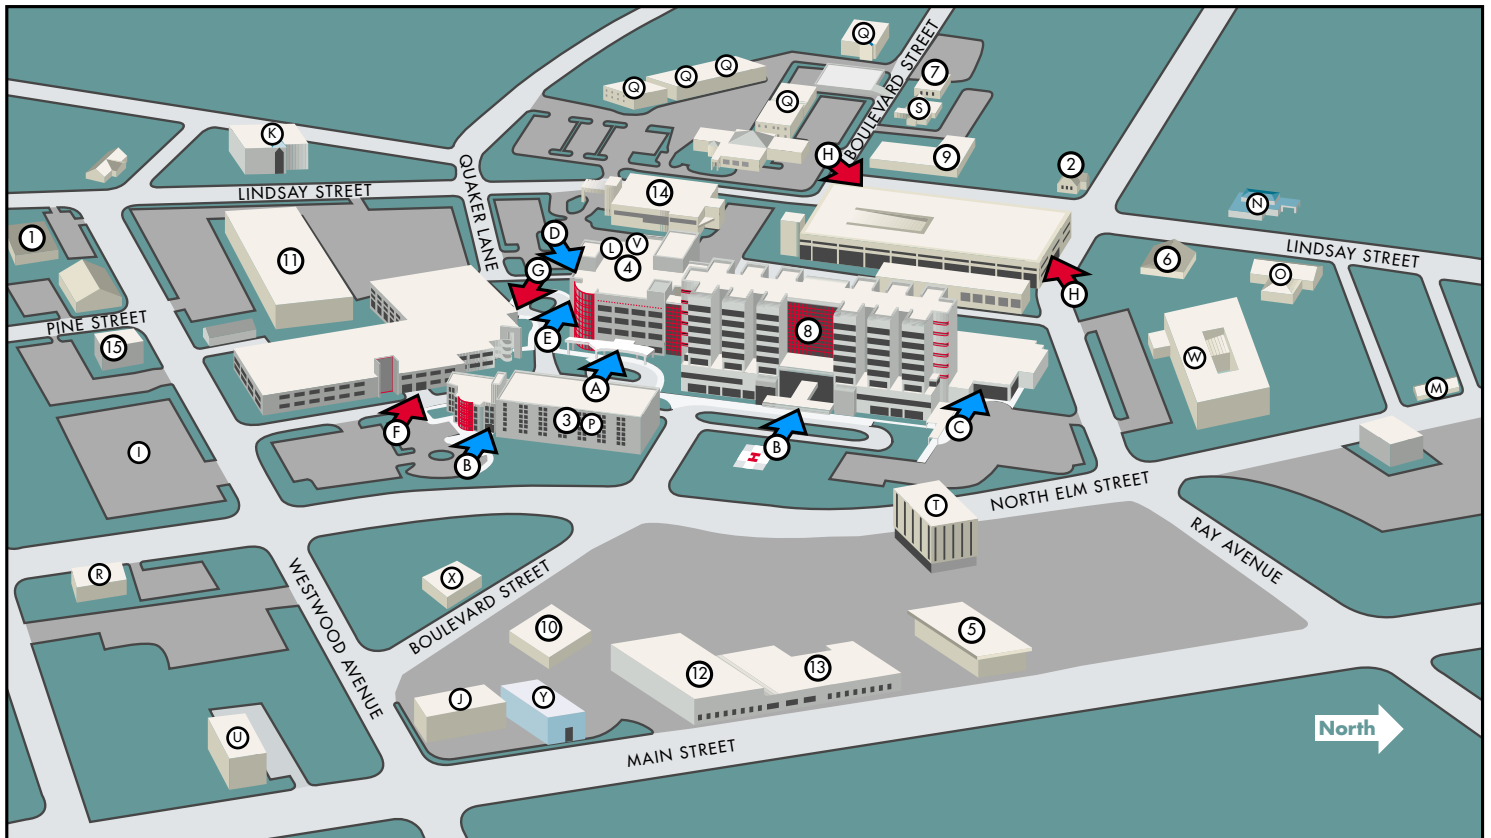 Q
BOULEVARD STREET
Q
Q
Q
7
Q
S
K
H
9
2
LINDSAY STREET
QUAKER LANE
14
N
1
D
L
V
LINDSAY STREET
11
4
G
6
O
H
PINE STREET
E
8
15
W
A
M
3
P
F
C
I
B
B
H
NORTH ELM STREET
T
RAY AVENUE
R
WESTWOOD AVENUE
X
BOULEVARD STREET
10
5
12
13
J
Y
U
North
MAIN STREET